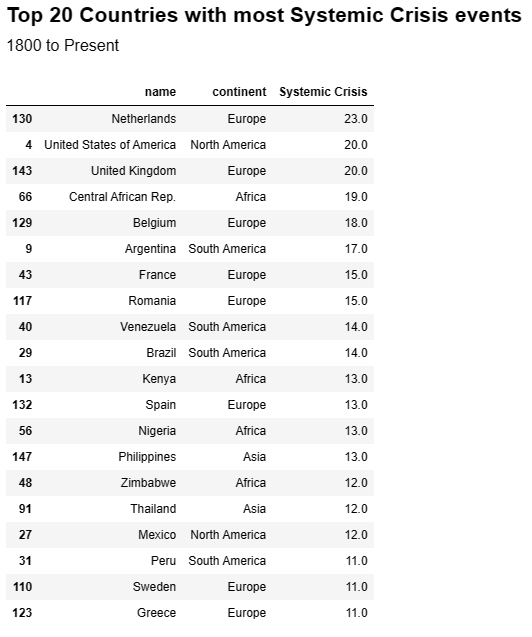 Top 20 Countries with most Systemic Crisis events
1800 to Present
name continent Systemic Crisis
130 Netherlands Europe 23.0
4 United States of America North America 20.0
143 United Kingdom Europe 20.0
66 Central African Rep. Africa 19.0
129 Belgium Europe 18.0
9 Argentina South America 17.0
43 France Europe 15.0
117 Romania Europe 15.0
40 Venezuela South America 14.0
29 Brazil South America 14.0
13 Kenya Africa 13.0
132 Spain Europe 13.0
56 Nigeria Africa 13.0
147 Philippines Asia 13.0
48 Zimbabwe Africa 12.0
91 Thailand Asia 12.0
27 Mexico North America 12.0
31 Peru South America 11.0
110 Sweden Europe 11.0
123 Greece Europe 11.0